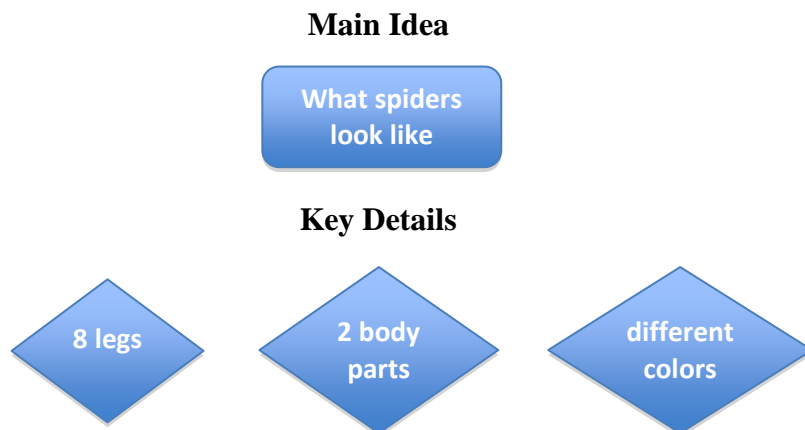 Main Idea
What spiders
look like
Key Details
8 legs
2 body
parts
different
colors